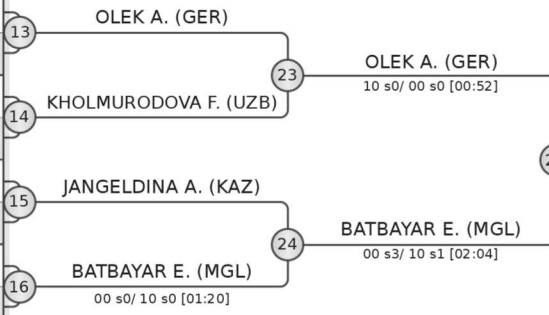 13
OLEK A. (GER)
23
OLEK A. (GER)
10 s0/ 00 s0 [00:52]
14
KHOLMURODOVA F. (UZB)
15
JANGELDINA A. (KAZ)
24
BATBAYAR E. (MGL)
00 s3/ 10 s1 [02:04]
16
BATBAYAR E. (MGL)
00 s0/ 10 s0 [01:20]